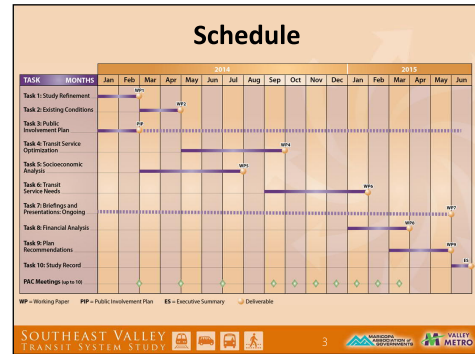 Schedule
2014 2015
TASK MONTHS Jan Feb Mar Apr May Jun Jul Aug Sep Oct Nov Dec Jan Feb Mar Apr May Jun
Task 1: Study Refinement WP1
Task 2: Existing Conditions WP2
Task 3: Public
Involvement Plan PIP
Task 4: Transit Service
Optimization WP4
Task 5: Socioeconomic
Analysis WP5
Task 6: Transit
Service Needs WP6
Task 7: Briefings and
Presentations: Ongoing WP7
Task 8: Financial Analysis WP8
Task 9: Plan
Recommendations WP9
Task 10: Study Record ES
PAC Meetings (up to 10)
WP = Working Paper PIP = Public Involvement Plan ES = Executive Summary Deliverable
SOUTHEAST VALLEY
TRANSIT SYSTEM STUDY
3
MARICOPA
ASSOCIATION of
GOVERNMENTS
VALLEY
METRO